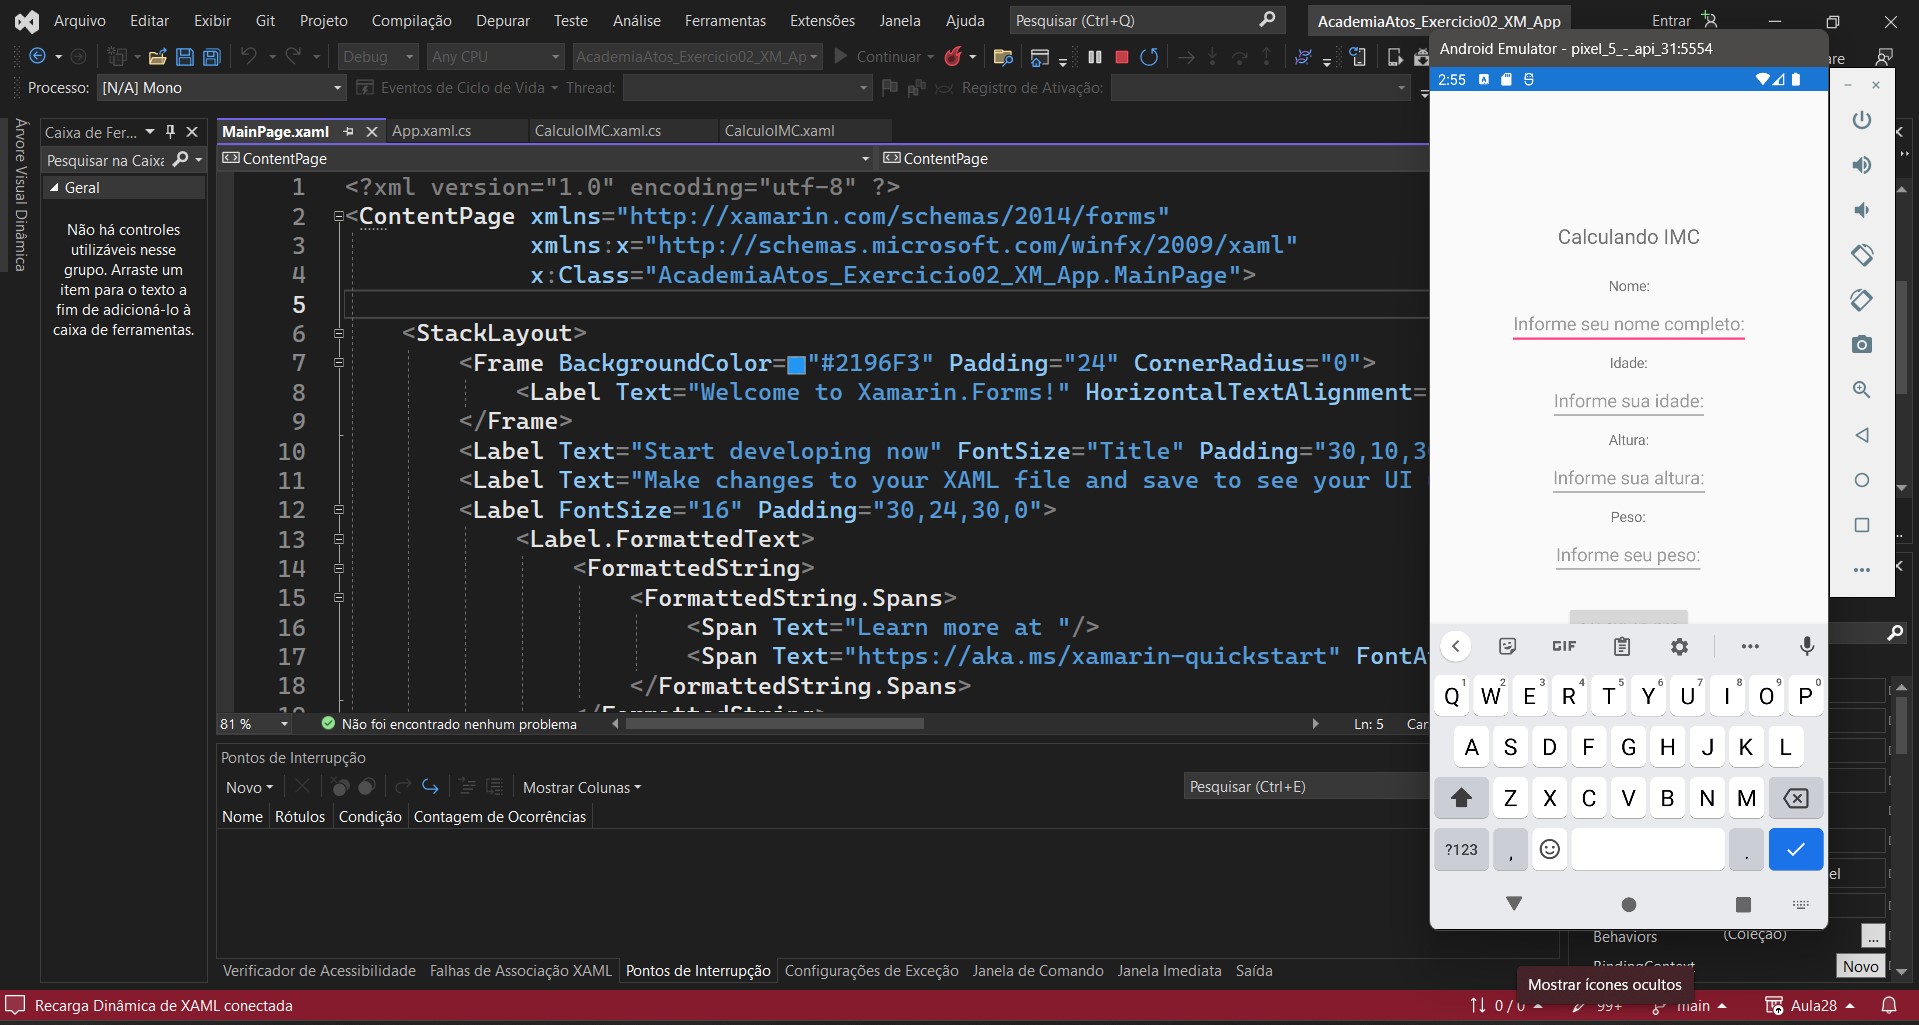 Arquivo Editar Exibir Git Projeto Compilação Depurar Teste Análise Ferramentas Extensões Janela Ajuda Pesquisar (Ctrl+Q) AcademiaAtos_Exercicio02_XM_App Entrar
Debug Any CPU AcademiaAtos_Exercicio02_XM_Ap Continuar
Processo: [N/A] Mono Eventos de Ciclo de Vida Thread: Registro de Ativação:
Árvore Visual Dinâmica
Caixa de Fer...
Pesquisar na Caixa
Geral
Não há controles
utilizáveis nesse
grupo. Arraste um
item para o texto a
fim de adicioná-lo à
caixa de ferramentas.
MainPage.xaml App.xaml.cs CalculoIMC.xaml.cs CalculoIMC.xaml
ContentPage ContentPage
1 <?xml version="1.0" encoding="utf-8" ?>
2 <ContentPage xmlns="http://xamarin.com/schemas/2014/forms"
3 xmlns:x="http://schemas.microsoft.com/winfx/2009/xaml"
4 x:Class="AcademiaAtos_Exercicio02_XM_App.MainPage">
5
6 <StackLayout>
7 <Frame BackgroundColor="#2196F3" Padding="24" CornerRadius="0">
8 <Label Text="Welcome to Xamarin.Forms!" HorizontalTextAlignment=
9 </Frame>
10 <Label Text="Start developing now" FontSize="Title" Padding="30,10,3
11 <Label Text="Make changes to your XAML file and save to see your UI
12 <Label FontSize="16" Padding="30,24,30,0">
13 <Label.FormattedText>
14 <FormattedString>
15 <FormattedString.Spans>
16 <Span Text="Learn more at "/>
17 <Span Text="https://aka.ms/xamarin-quickstart" FontA
18 </FormattedString.Spans>
81 % Não foi encontrado nenhum problema Ln: 5 Car
Pontos de Interrupção
Novo Mostrar Colunas Pesquisar (Ctrl+E)
Nome Rótulos Condição Contagem de Ocorrências
Verificador de Acessibilidade Falhas de Associação XAML Pontos de Interrupção Configurações de Exceção Janela de Comando Janela Imediata Saída
Recarga Dinâmica de XAML conectada
Android Emulator - pixel_5_-_api_31:5554
2:55
Calculando IMC
Nome:
Informe seu nome completo:
Idade:
Informe sua idade:
Altura:
Informe sua altura:
Peso:
Informe seu peso:
GIF
Q1 W2 E3 R4 T5 Y6 U7 I8 O9 P0
A S D F G H J K L
Z X C V B N M
?123 , .
are
el
Behaviors (Coleção) ...
BindingContext Novo
Mostrar ícones ocultos
0 / 0 99+ main Aula28